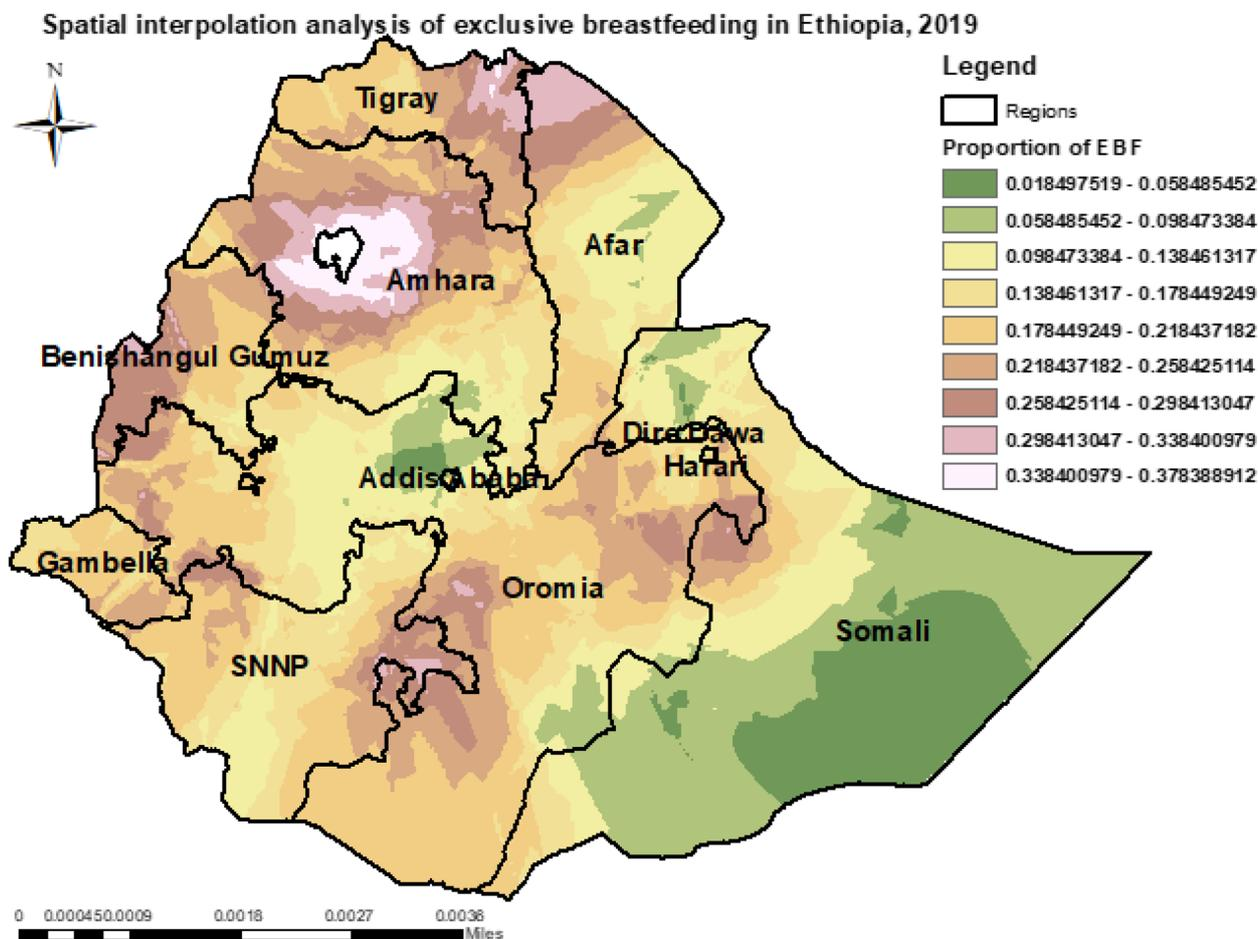 Spatial interpolation analysis of exclusive breastfeeding in Ethiopia, 2019
N
Legend
Regions
Proportion of EBF
0.018497519 - 0.058485452
0.058485452 - 0.098473384
0.098473384 - 0.138461317
0.138461317 - 0.178449249
0.178449249 - 0.218437182
0.218437182 - 0.258425114
0.258425114 - 0.298413047
0.298413047 - 0.338400979
0.338400979 - 0.378388912
Tigray
Afar
Amhara
Benishangul Gumuz
Dire Dawa
Harari
Addis Ababa
Gambella
Oromia
Somali
SNNP
0 0.000450.0009 0.0018 0.0027 0.0036
Miles